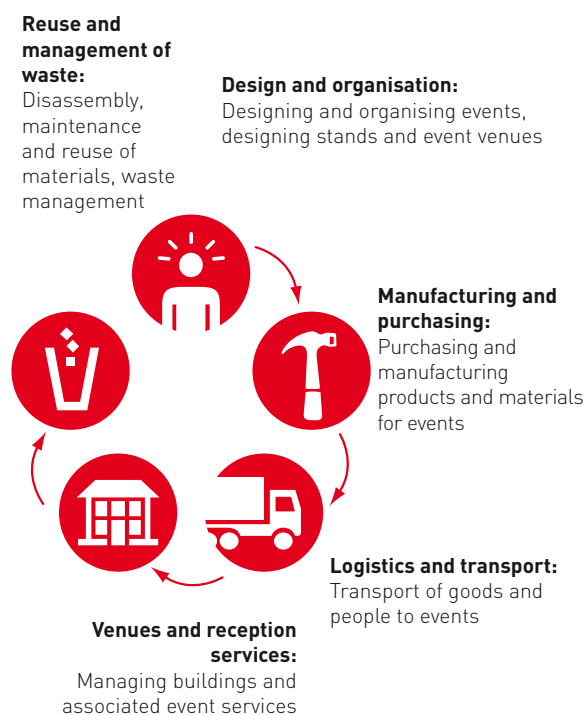 Reuse and
management of
waste:
Disassembly,
maintenance
and reuse of
materials, waste
management
Design and organisation:
Designing and organising events,
designing stands and event venues
Manufacturing and
purchasing:
Purchasing and
manufacturing
products and materials
for events
Logistics and transport:
Transport of goods and
people to events
Venues and reception
services:
Managing buildings and
associated event services